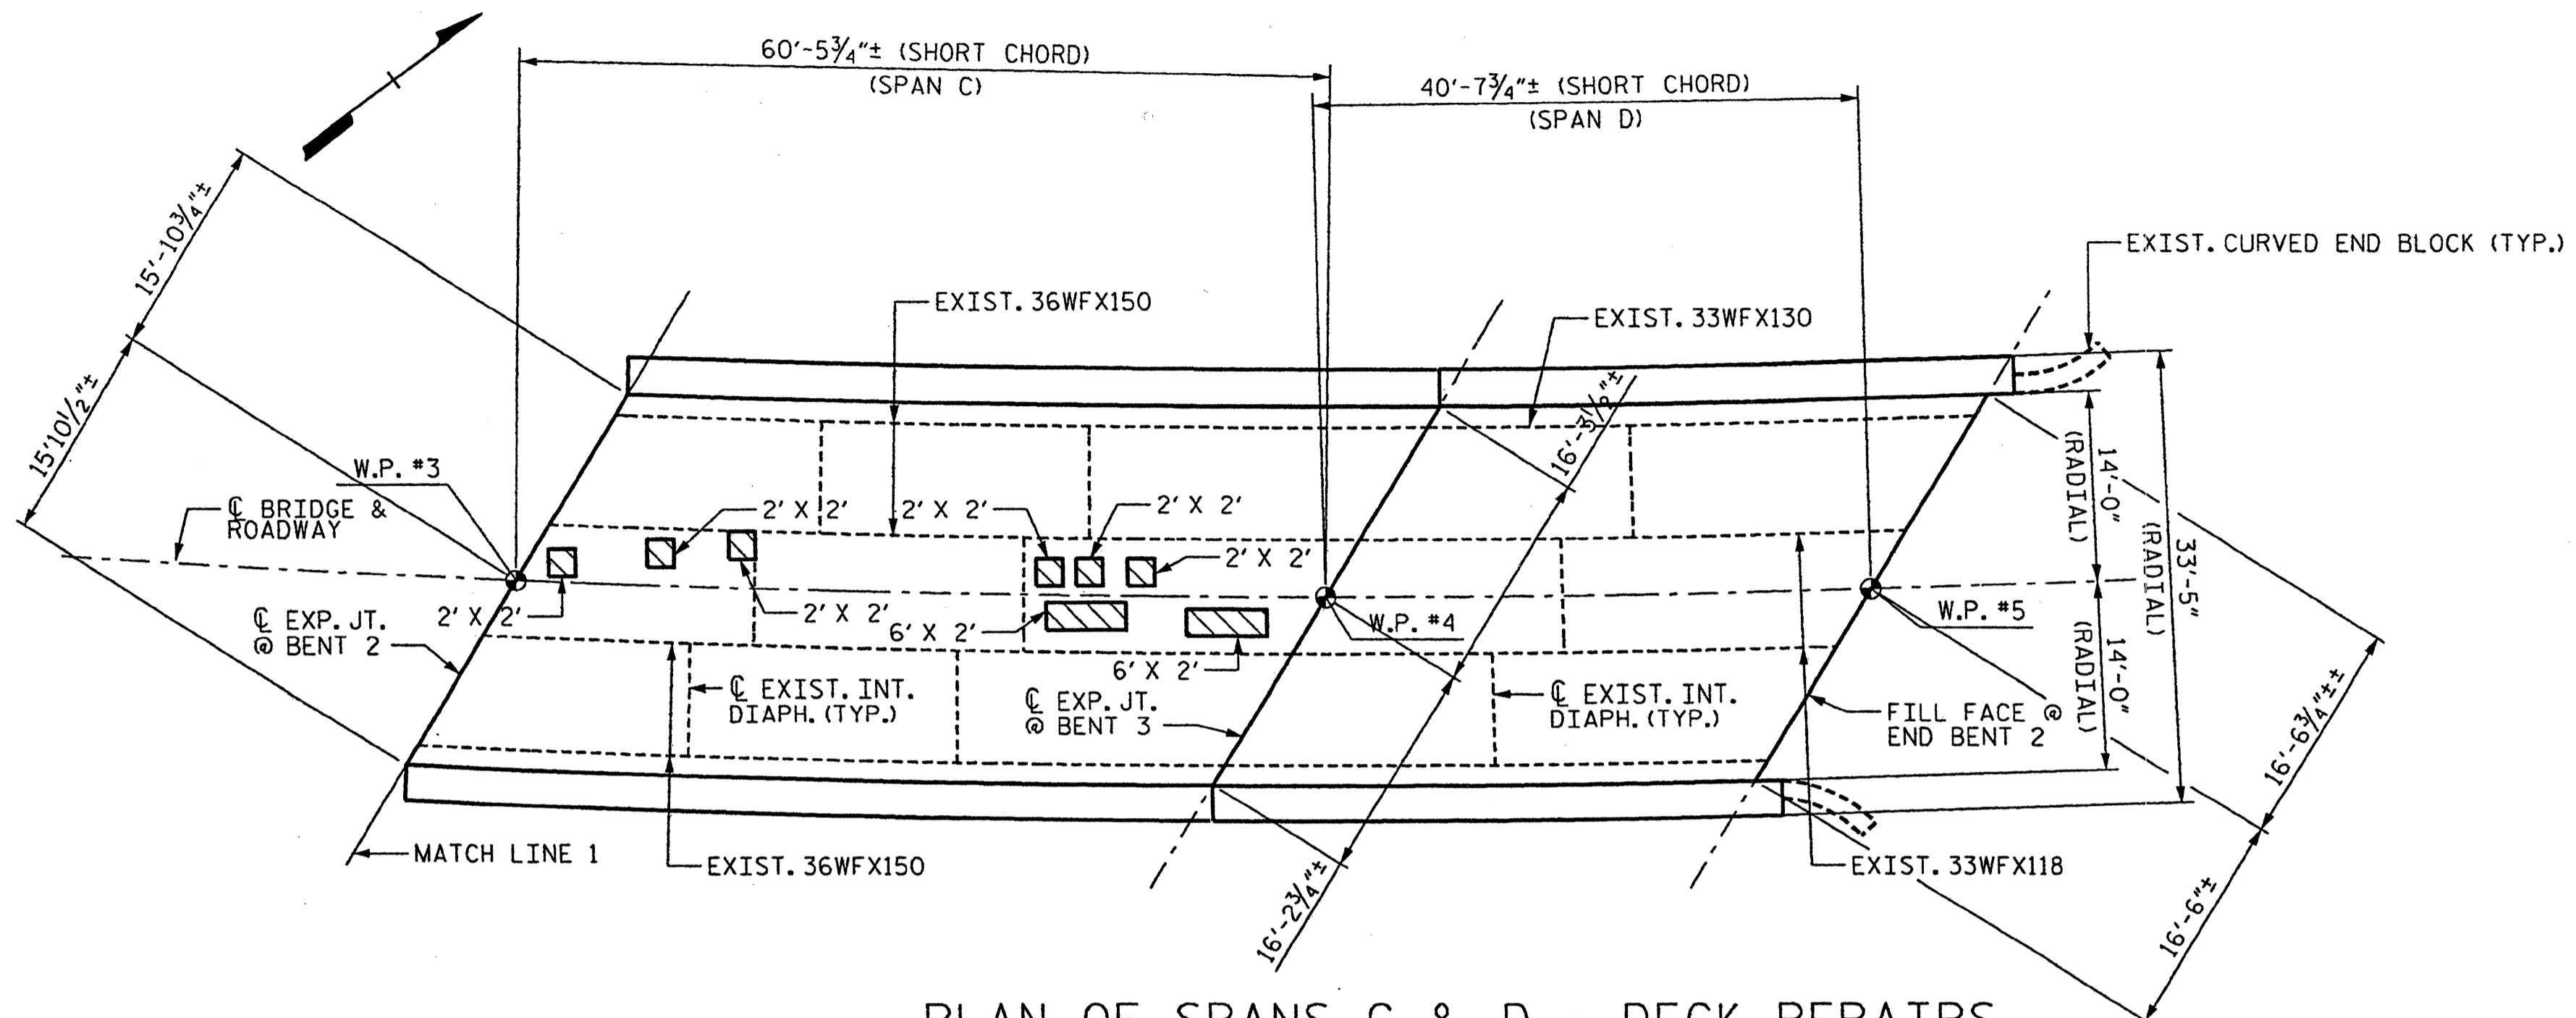 60'-5¾"± (SHORT CHORD)
(SPAN C)
40'-7¾"± (SHORT CHORD)
(SPAN D)
15'-10¾"±
15'10½"±
EXIST. CURVED END BLOCK (TYP.)
EXIST. 36WFX150
EXIST. 33WFX130
16'-3½"±
W.P. #3
℄ BRIDGE &
ROADWAY
2' X 2'
2' X 2'
2' X 2'
2' X 2'
2' X 2'
2' X 2'
6' X 2'
6' X 2'
W.P. #4
W.P. #5
14'-0"
(RADIAL)
14'-0"
(RADIAL)
33'-5"
(RADIAL)
℄ EXP. JT.
@ BENT 2
℄ EXIST. INT.
DIAPH. (TYP.)
℄ EXP. JT.
@ BENT 3
℄ EXIST. INT.
DIAPH. (TYP.)
FILL FACE @
END BENT 2
16'-6¾"±±
16'-6"±
16'-2¾"±
MATCH LINE 1
EXIST. 36WFX150
EXIST. 33WFX118
PLAN OF SPANS C & D - DECK REPAIRS